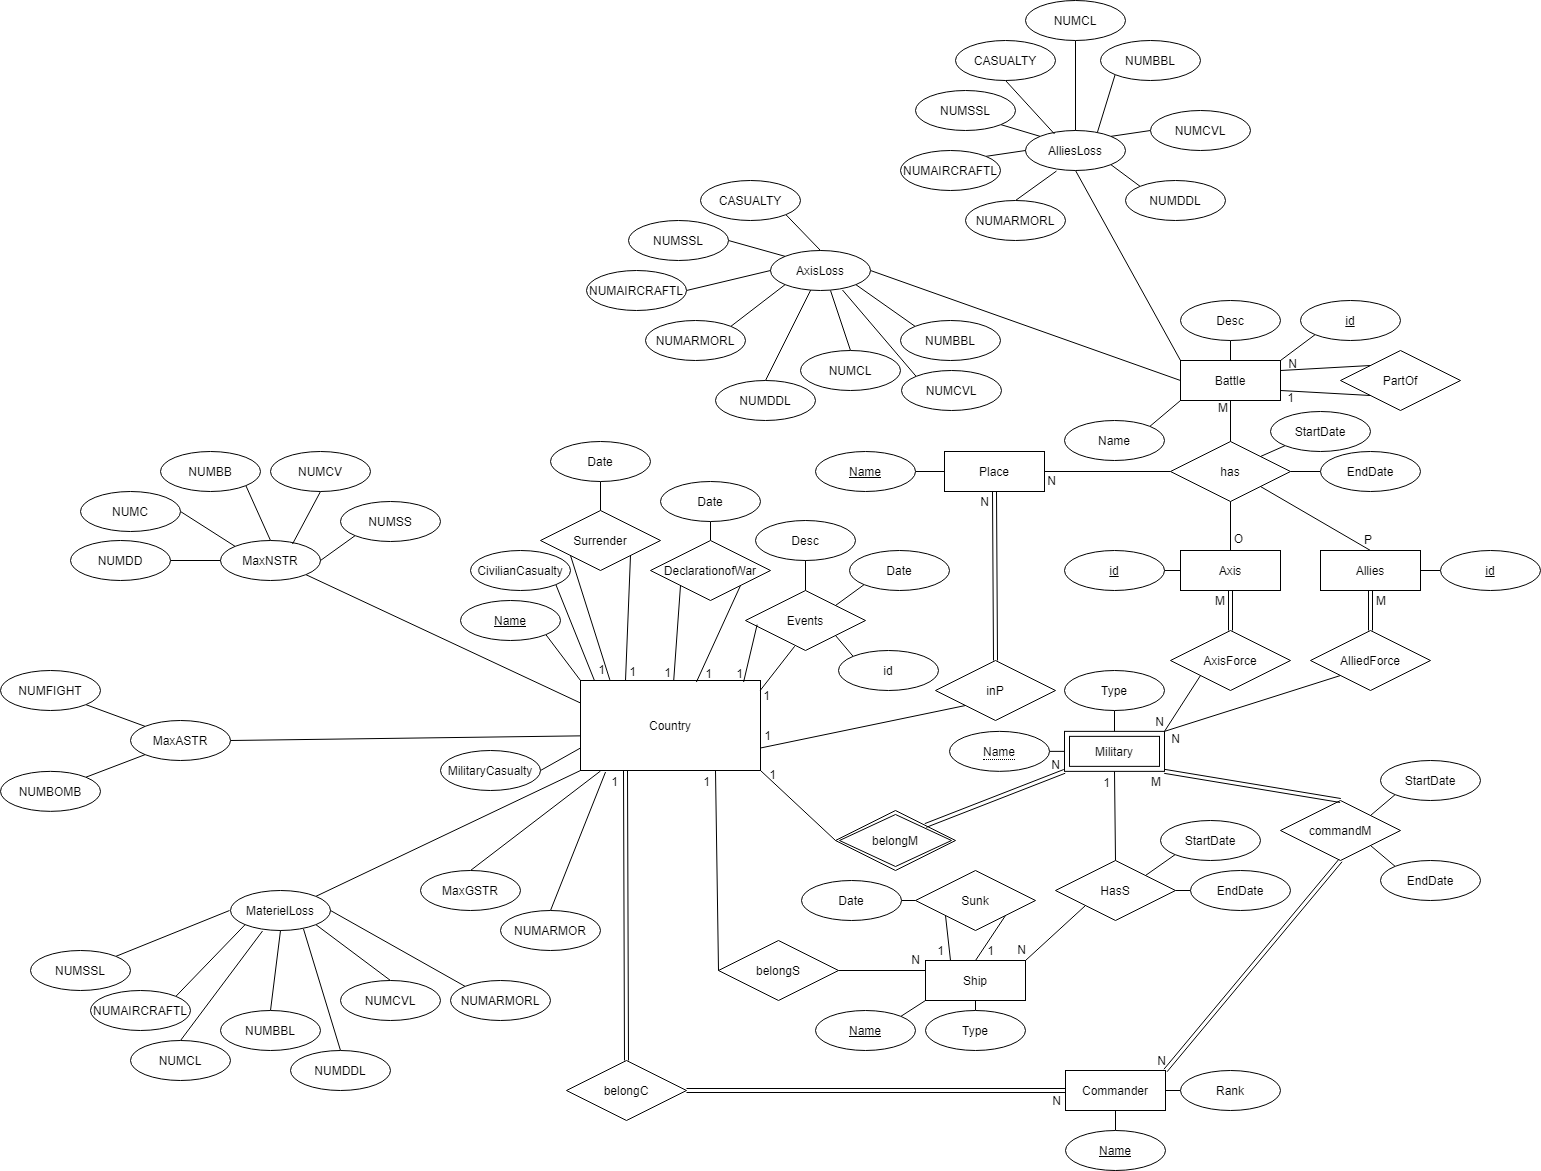 NUMCL
CASUALTY
NUMBBL
NUMSSL
NUMCVL
AlliesLoss
NUMAIRCRAFTL
NUMDDL
NUMARMORL
CASUALTY
NUMSSL
AxisLoss
NUMAIRCRAFTL
NUMARMORL
NUMBBL
NUMCL
NUMCVL
NUMDDL
Desc
id
Battle
N
1
PartOf
M
Name
StartDate
has
EndDate
Name
Place
N
N
O
P
id
Axis
Allies
id
M
M
AxisForce
AlliedForce
N
N
NUMBB
NUMCV
NUMC
NUMSS
NUMDD
MaxNSTR
Date
Surrender
Date
DeclarationofWar
Desc
Date
Events
id
CivilianCasualty
Name
1
1
1
1
1
1
Country
1
1
1
1
NUMFIGHT
MaxASTR
NUMBOMB
MilitaryCasualty
inP
Type
Name
Military
N
1
M
belongM
StartDate
commandM
EndDate
StartDate
HasS
EndDate
N
MaxGSTR
NUMARMOR
MaterielLoss
NUMSSL
NUMAIRCRAFTL
NUMCL
NUMBBL
NUMDDL
NUMCVL
NUMARMORL
Date
Sunk
1
1
belongS
N
Ship
Name
Type
belongC
N
N
Commander
Rank
Name